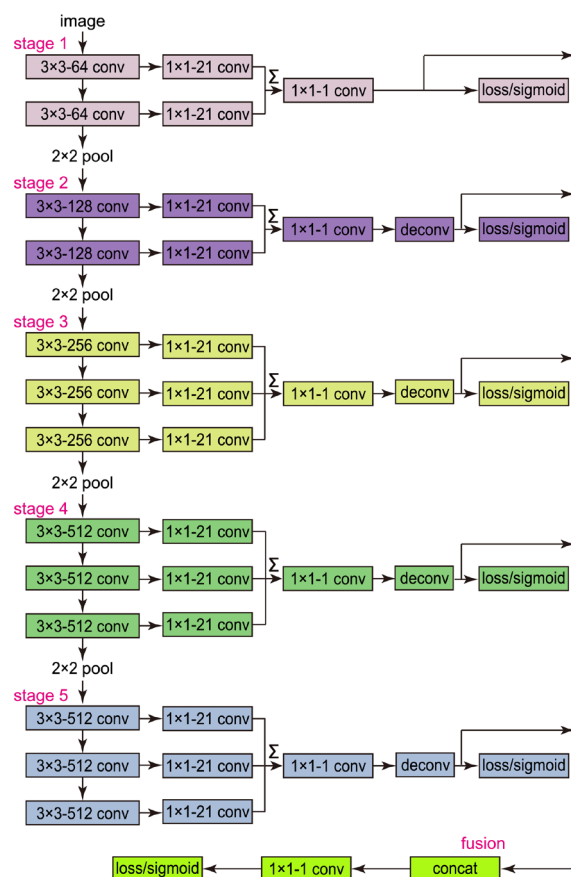 image
stage 1
3×3-64 conv 1×1-21 conv Σ
1×1-1 conv loss/sigmoid
3×3-64 conv 1×1-21 conv
2×2 pool
stage 2
3×3-128 conv 1×1-21 conv Σ
1×1-1 conv deconv loss/sigmoid
3×3-128 conv 1×1-21 conv
2×2 pool
stage 3
3×3-256 conv 1×1-21 conv
Σ
3×3-256 conv 1×1-21 conv 1×1-1 conv deconv loss/sigmoid
3×3-256 conv 1×1-21 conv
2×2 pool
stage 4
3×3-512 conv 1×1-21 conv
Σ
3×3-512 conv 1×1-21 conv 1×1-1 conv deconv loss/sigmoid
3×3-512 conv 1×1-21 conv
2×2 pool
stage 5
3×3-512 conv 1×1-21 conv
Σ
3×3-512 conv 1×1-21 conv 1×1-1 conv deconv loss/sigmoid
3×3-512 conv 1×1-21 conv
fusion
loss/sigmoid 1×1-1 conv concat